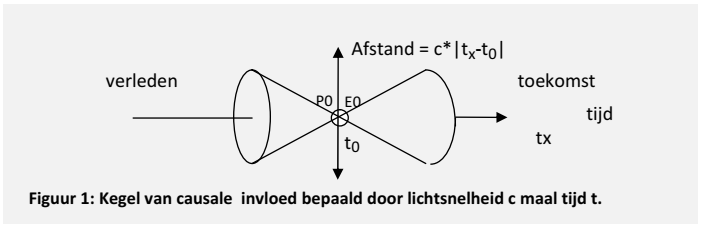 Afstand = c*|tx-t0|
verleden
toekomst
P0 E0
tijd
t0
tx
Figuur 1: Kegel van causale invloed bepaald door lichtsnelheid c maal tijd t.